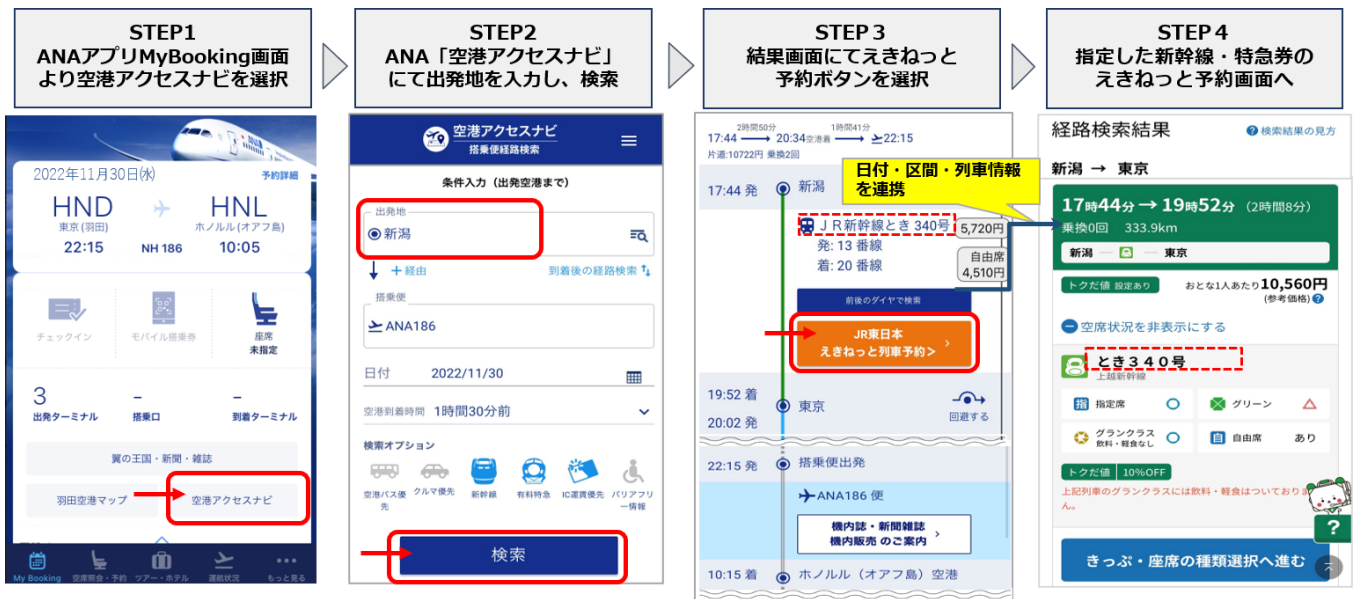 STEP1
ANAアプリMyBooking画面
より空港アクセスナビを選択
STEP2
ANA「空港アクセスナビ」
にて出発地を入力し、検索
STEP3
結果画面にてえきねっと
予約ボタンを選択
STEP4
指定した新幹線・特急券の
えきねっと予約画面へ
2022年11月30日(水)
予約詳細
HND
HNL
東京(羽田)
ホノルル(オアフ島)
22:15
NH 186
10:05
チェックイン
モバイル搭乗券
座席
未指定
3
–
–
出発ターミナル
搭乗口
到着ターミナル
翼の王国・新聞・雑誌
羽田空港マップ
空港アクセスナビ
My Booking
空席照会・予約
ツアー・ホテル
運航状況
もっと見る
空港アクセスナビ
搭乗便経路検索
条件入力（出発空港まで）
出発地
新潟
＋経由
到着後の経路検索
搭乗便
ANA186
日付
2022/11/30
空港到着時間
1時間30分前
検索オプション
空港バス優先
クルマ優先
新幹線
有料特急
IC運賃優先
バリアフリー情報
検索
2時間50分
1時間41分
17:44
20:34空港着
22:15
片道:10722円 乗換2回
17:44 発
新潟
日付・区間・列車情報
を連携
ＪＲ新幹線とき 340号
5,720円
発: 13 番線
着: 20 番線
自由席
4,510円
前後のダイヤで検索
JR東日本
えきねっと列車予約>
19:52 着
東京
20:02 発
回避する
22:15 発
搭乗便出発
ANA186 便
機内誌・新聞雑誌
機内販売 のご案内
10:15 着
ホノルル（オアフ島）空港
経路検索結果
検索結果の見方
新潟 → 東京
17時44分 → 19時52分 （2時間8分）
乗換0回 333.9km
新潟
東京
トクだ値 設定あり
おとな1人あたり10,560円
(参考価格)
空席状況を非表示にする
とき３４０号
上越新幹線
指 指定席
グリーン
グランクラス
飲料・軽食なし
自 自由席
あり
トクだ値 10%OFF
上記列車のグランクラスには飲料・軽食はついており
ん。
?
きっぷ・座席の種類選択へ進む